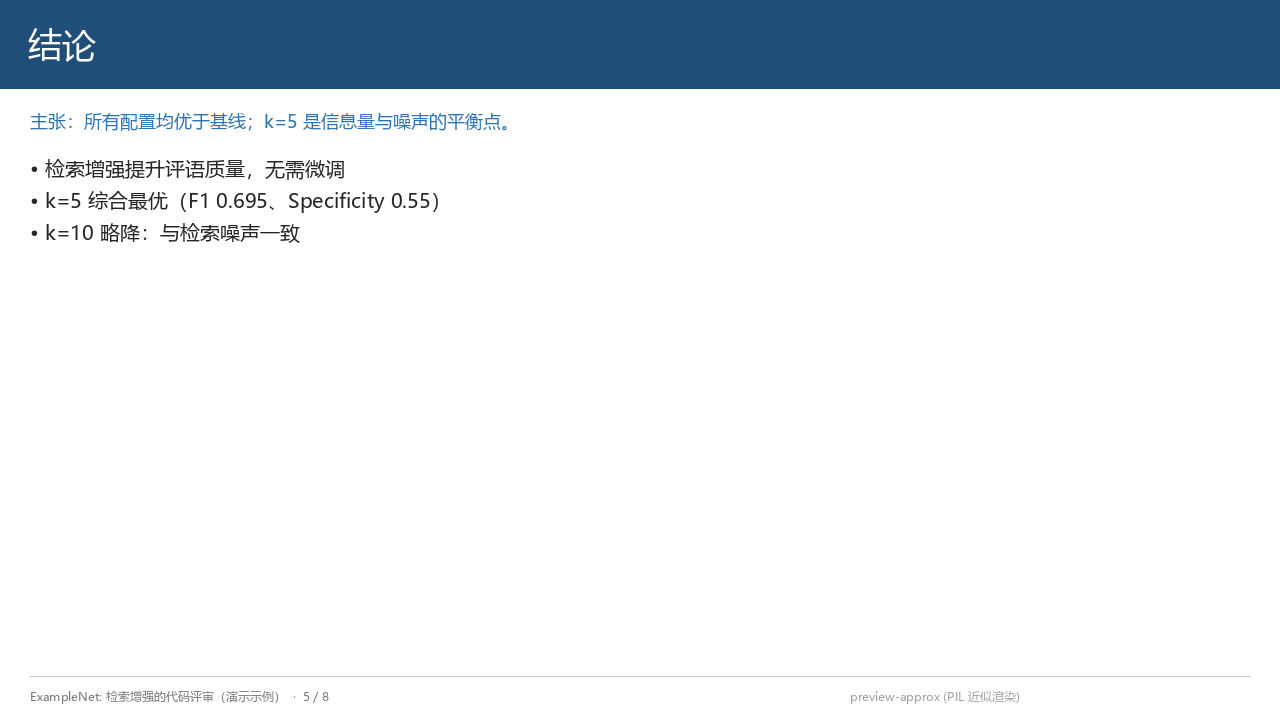 结论
主张：所有配置均优于基线；k=5 是信息量与噪声的平衡点。
• 检索增强提升评语质量，无需微调
• k=5 综合最优（F1 0.695、Specificity 0.55）
• k=10 略降：与检索噪声一致
ExampleNet: 检索增强的代码评审（演示示例） · 5 / 8
preview-approx (PIL 近似渲染)